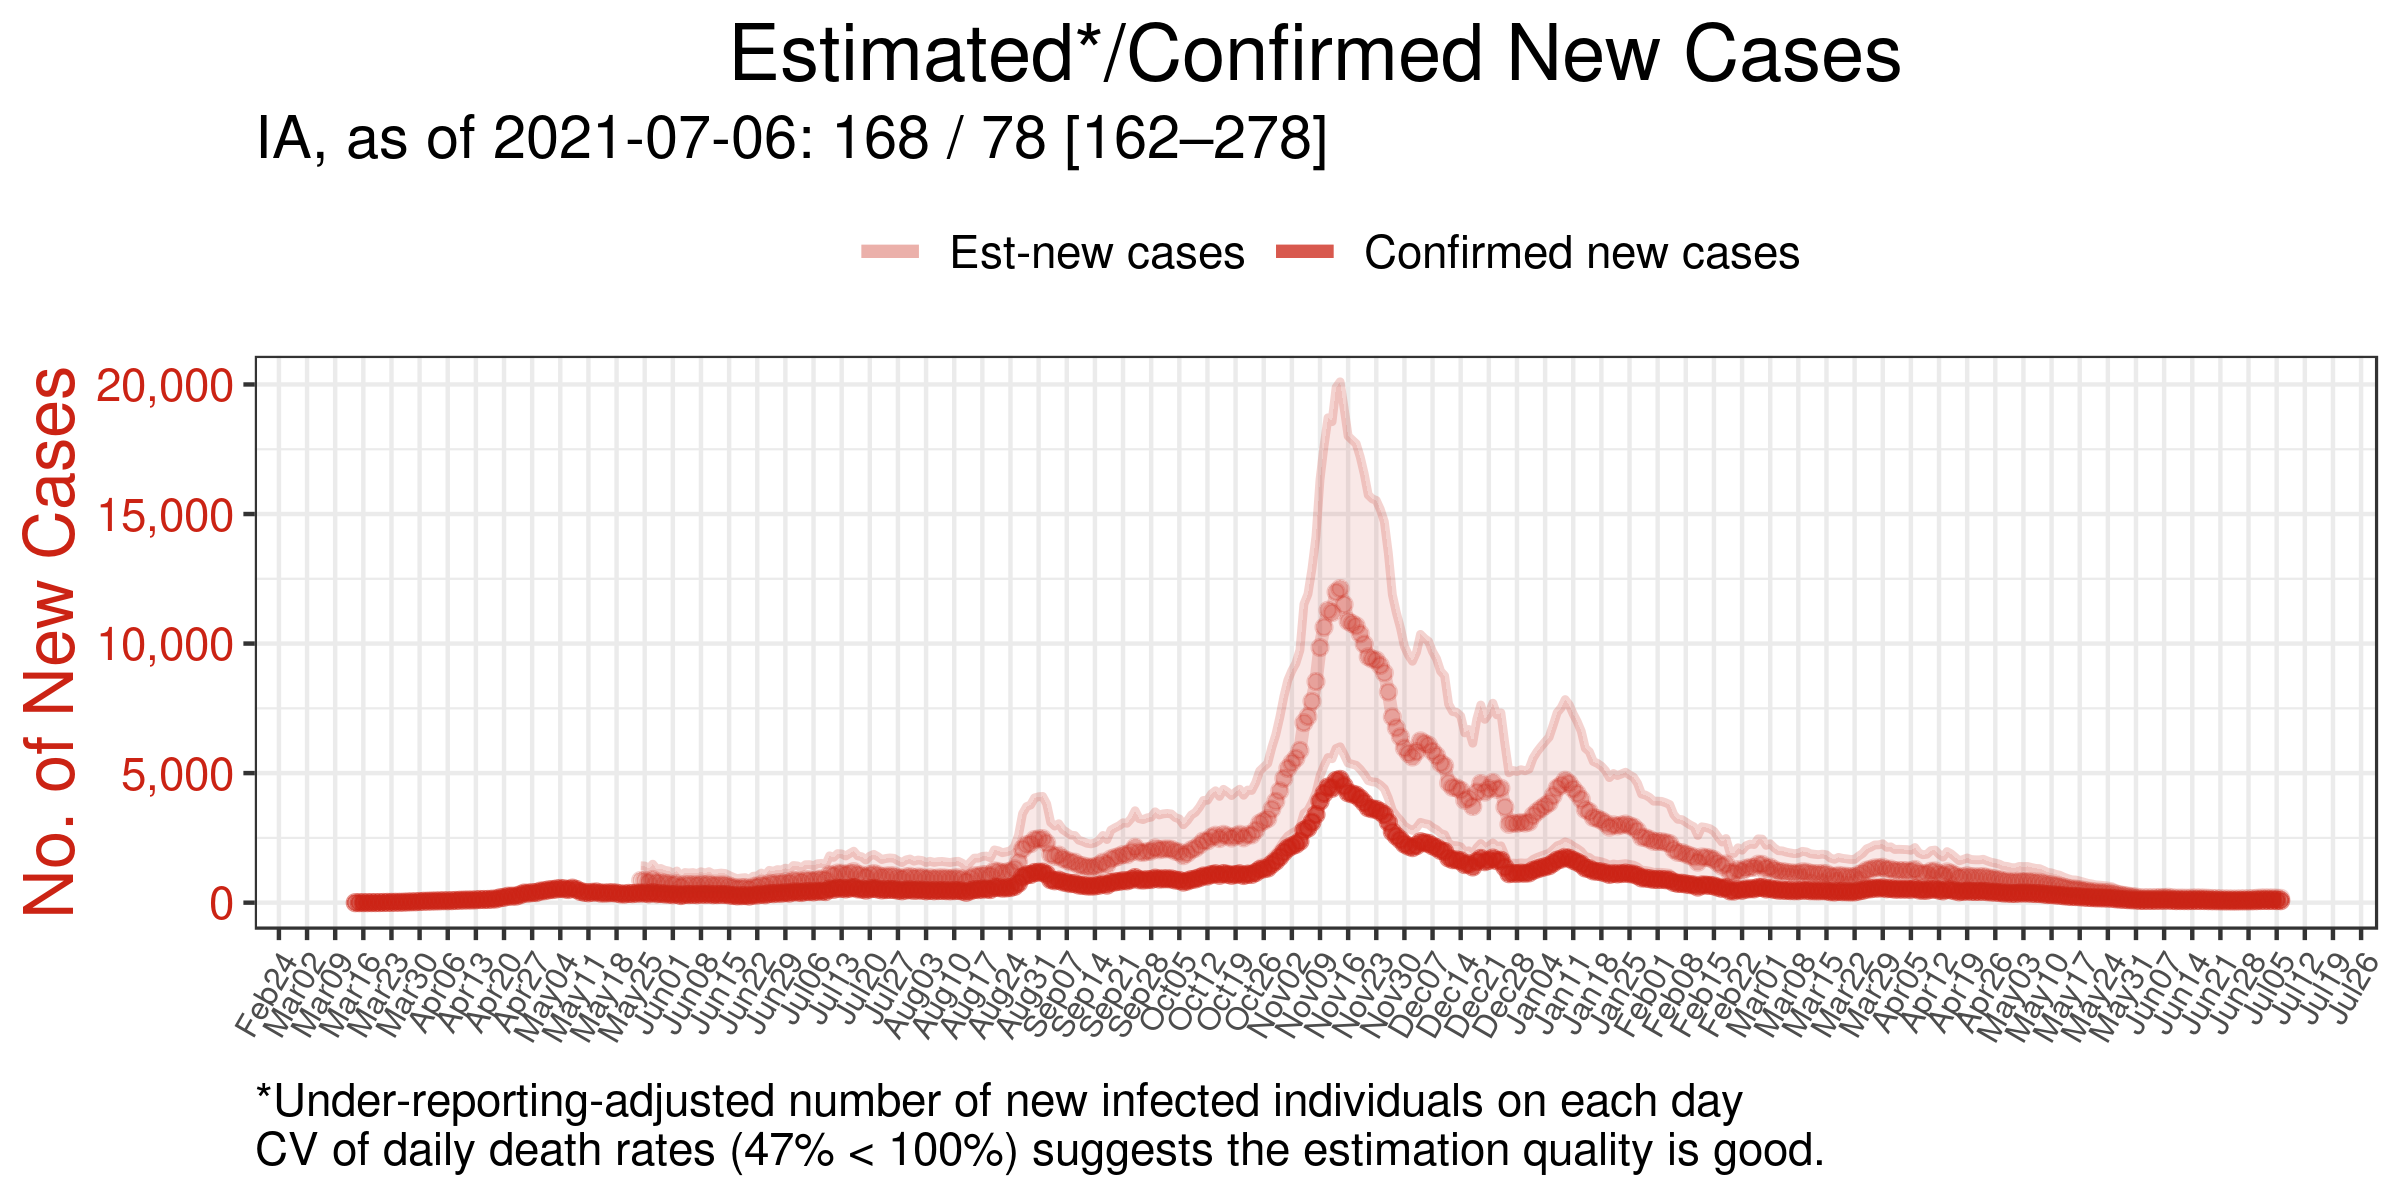 Estimated*/Confirmed New Cases
IA, as of 2021-07-06: 168 / 78 [162–278]
Est-new cases
Confirmed new cases
No. of New Cases
20,000
15,000
10,000
5,000
0
Feb24
Mar02
Mar09
Mar16
Mar23
Mar30
Apr06
Apr13
Apr20
Apr27
May04
May11
May18
May25
Jun01
Jun08
Jun15
Jun22
Jun29
Jul06
Jul13
Jul20
Jul27
Aug03
Aug10
Aug17
Aug24
Aug31
Sep07
Sep14
Sep21
Sep28
Oct05
Oct12
Oct19
Oct26
Nov02
Nov09
Nov16
Nov23
Nov30
Dec07
Dec14
Dec21
Dec28
Jan04
Jan11
Jan18
Jan25
Feb01
Feb08
Feb15
Feb22
Mar01
Mar08
Mar15
Mar22
Mar29
Apr05
Apr12
Apr19
Apr26
May03
May10
May17
May24
May31
Jun07
Jun14
Jun21
Jun28
Jul05
Jul12
Jul19
Jul26
*Under-reporting-adjusted number of new infected individuals on each day
CV of daily death rates (47% < 100%) suggests the estimation quality is good.